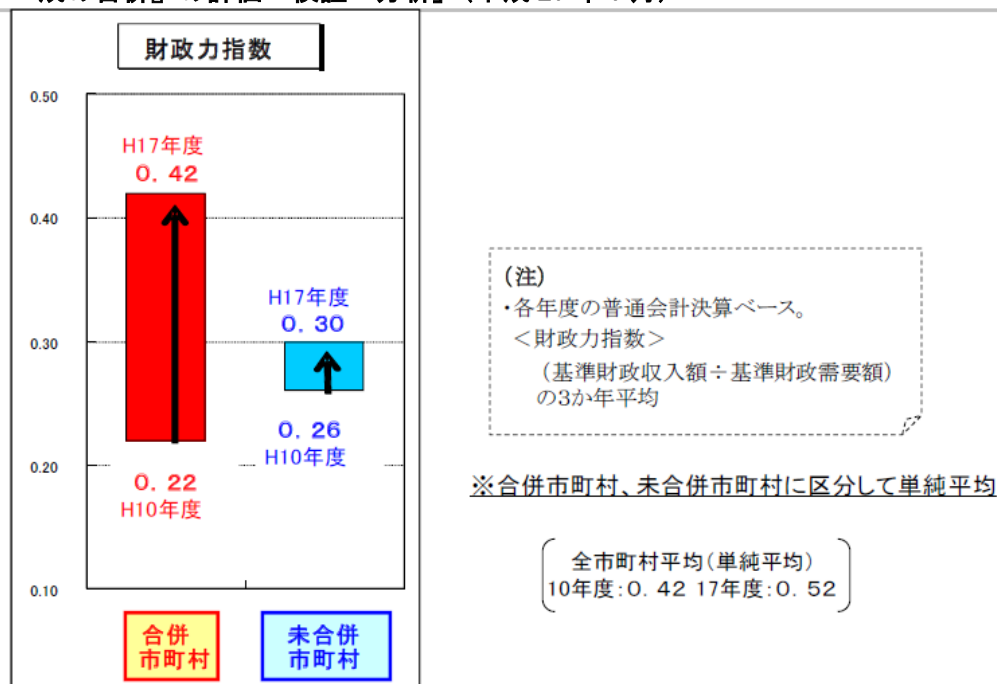 財政力指数
0.50
0.40
0.30
0.20
0.10
H17年度
0.42
0.22
H10年度
H17年度
0.30
0.26
H10年度
合併
市町村
未合併
市町村
(注)
・各年度の普通会計決算ベース。
<財政力指数>
(基準財政収入額÷基準財政需要額)
の3か年平均
※合併市町村、未合併市町村に区分して単純平均
全市町村平均(単純平均)
10年度:0.42 17年度:0.52